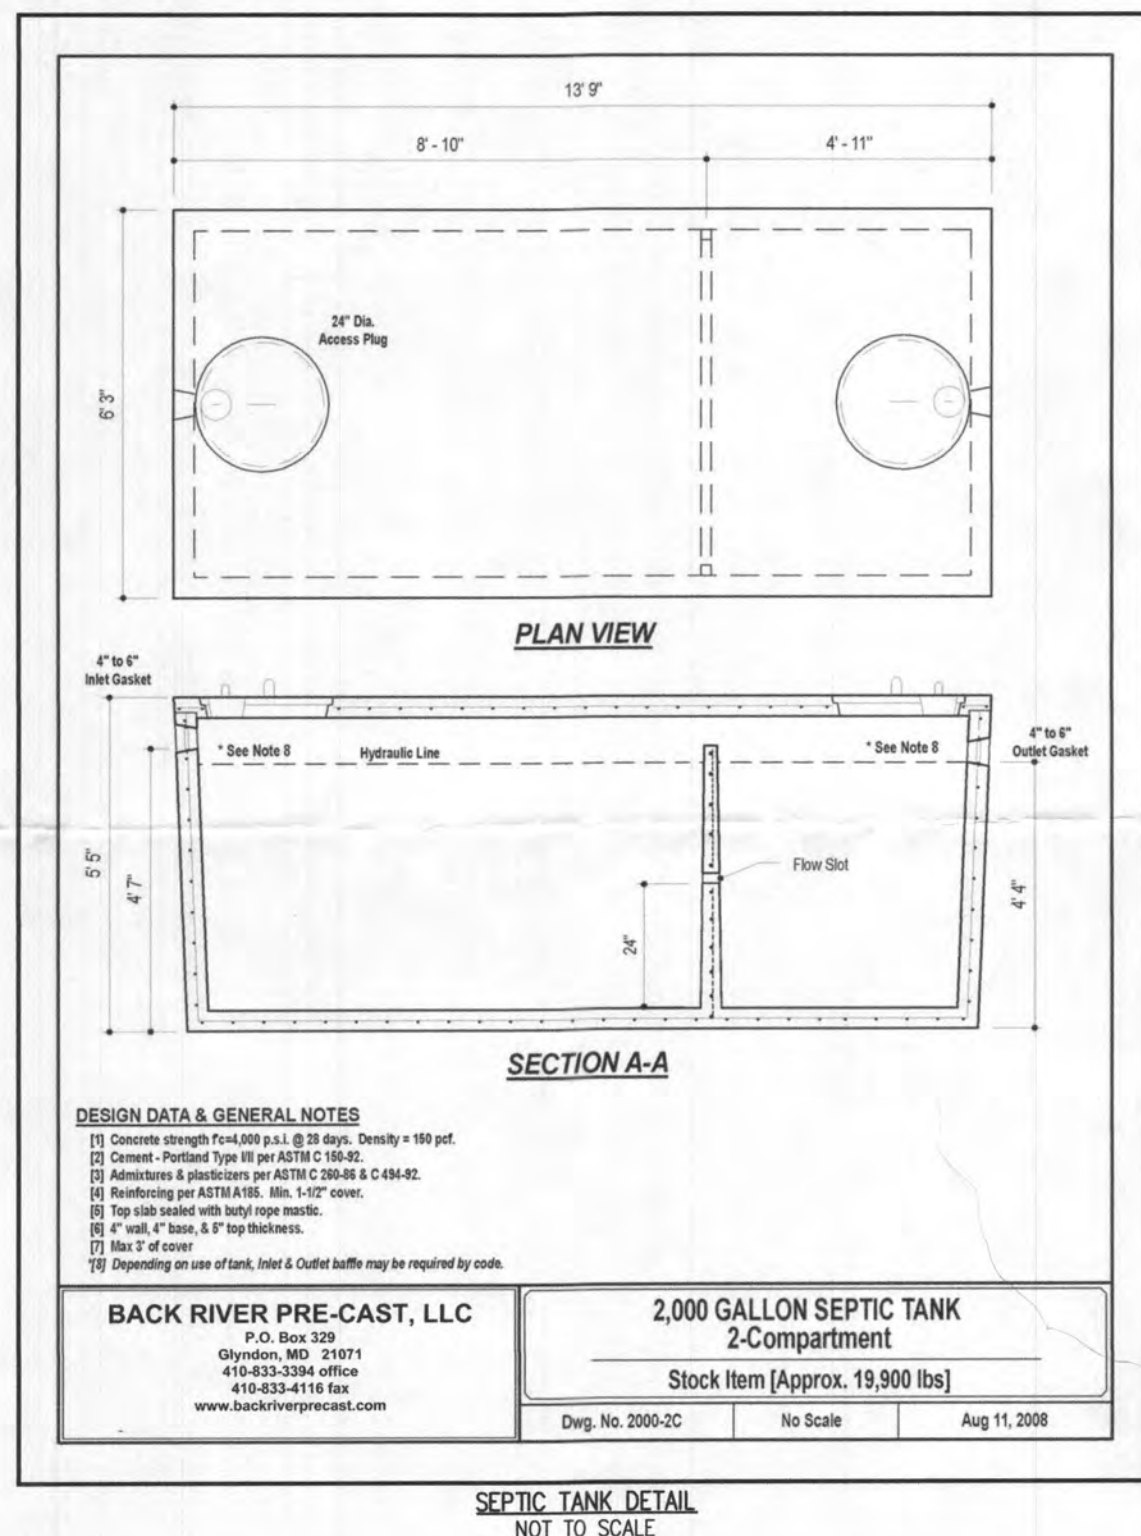 13' 9"
8' - 10"
4' - 11"
24" Dia.
Access Plug
6' 3"
PLAN VIEW
4" to 6"
Inlet Gasket
* See Note 8
Hydraulic Line
* See Note 8
4" to 6"
Outlet Gasket
5' 5"
4' 7"
Flow Slot
24"
4' 4"
SECTION A-A
DESIGN DATA & GENERAL NOTES
[1] Concrete strength f'c=4,000 p.s.i. @ 28 days. Density = 150 pcf.
[2] Cement - Portland Type I/II per ASTM C 150-92.
[3] Admixtures & plasticizers per ASTM C 260-86 & C 494-92.
[4] Reinforcing per ASTM A185. Min. 1-1/2" cover.
[5] Top slab sealed with butyl rope mastic.
[6] 4" wall, 4" base, & 5" top thickness.
[7] Max 3' of cover
*[8] Depending on use of tank, Inlet & Outlet baffle may be required by code.
BACK RIVER PRE-CAST, LLC
P.O. Box 329
Glyndon, MD 21071
410-833-3394 office
410-833-4116 fax
www.backriverprecast.com
2,000 GALLON SEPTIC TANK
2-Compartment
Stock Item [Approx. 19,900 lbs]
Dwg. No. 2000-2C
No Scale
Aug 11, 2008
SEPTIC TANK DETAIL
NOT TO SCALE